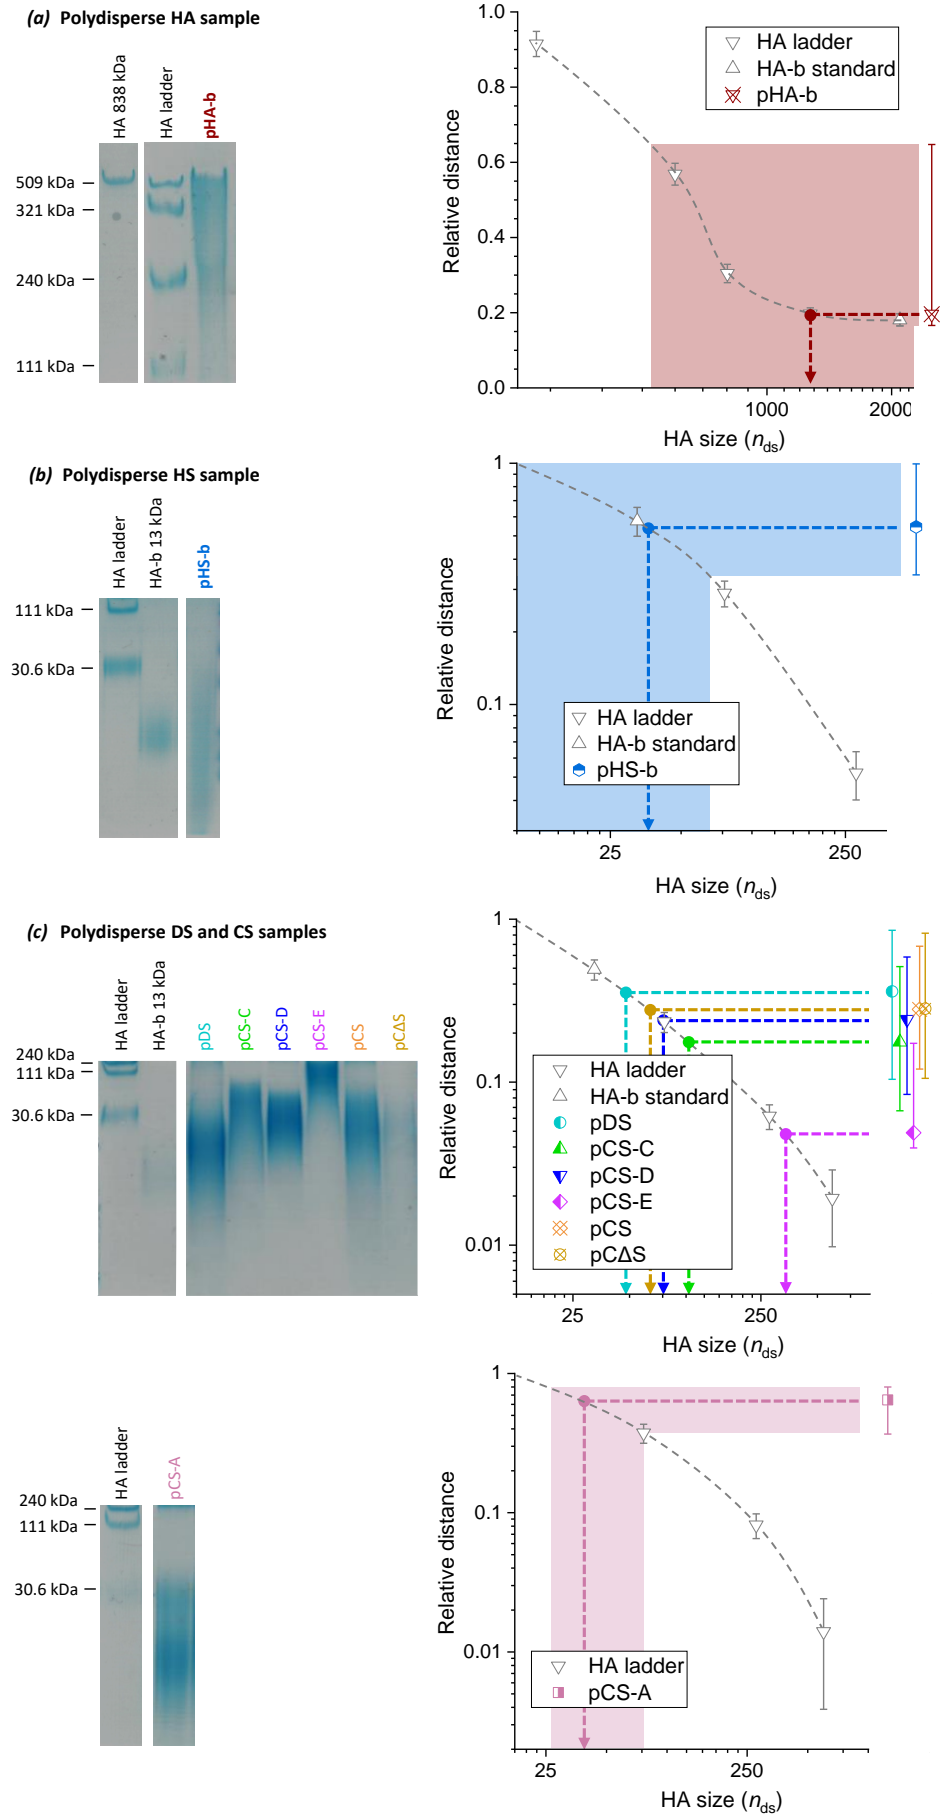 (a) Polydisperse HA sample
HA 838 kDa
HA ladder
pHA-b
509 kDa
321 kDa
240 kDa
111 kDa
Relative distance
1.0
0.8
0.6
0.4
0.2
0.0
HA ladder
HA-b standard
pHA-b
1000
2000
HA size (nds)
(b) Polydisperse HS sample
HA ladder
HA-b 13 kDa
pHS-b
111 kDa
30.6 kDa
Relative distance
1
0.1
HA ladder
HA-b standard
pHS-b
25
250
HA size (nds)
(c) Polydisperse DS and CS samples
HA ladder
HA-b 13 kDa
pDS
pCS-C
pCS-D
pCS-E
pCS
pCΔS
240 kDa
111 kDa
30.6 kDa
Relative distance
1
0.1
0.01
HA ladder
HA-b standard
pDS
pCS-C
pCS-D
pCS-E
pCS
pCΔS
25
250
HA size (nds)
HA ladder
pCS-A
240 kDa
111 kDa
30.6 kDa
Relative distance
1
0.1
0.01
HA ladder
pCS-A
25
250
HA size (nds)